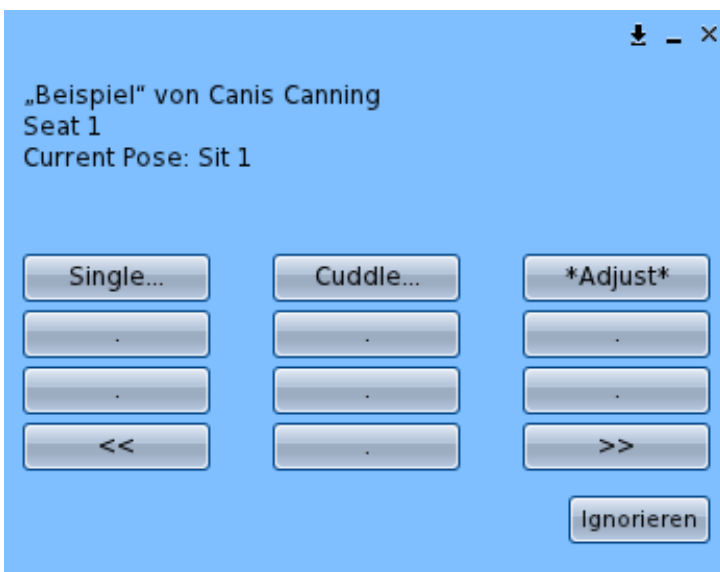 „Beispiel“ von Canis Canning
Seat 1
Current Pose: Sit 1
Single... Cuddle... *Adjust*
. . .
. . .
<< . >>
Ignorieren